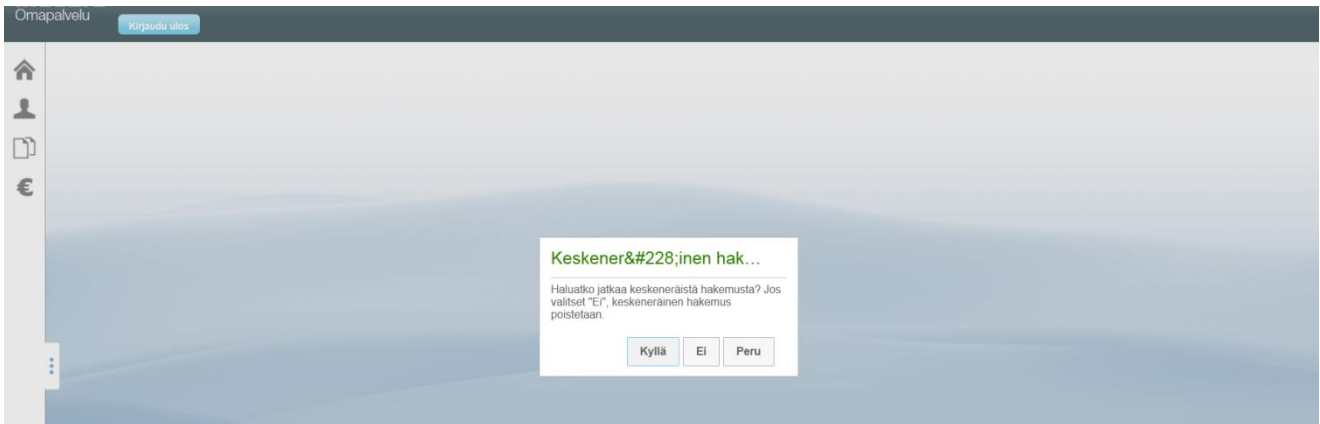 Omapalvelu
Kirjaudu ulos
€
Keskener&#228;inen hak...
Haluatko jatkaa keskeneräistä hakemusta? Jos
valitset "Ei", keskeneräinen hakemus
poistetaan.
Kyllä Ei Peru